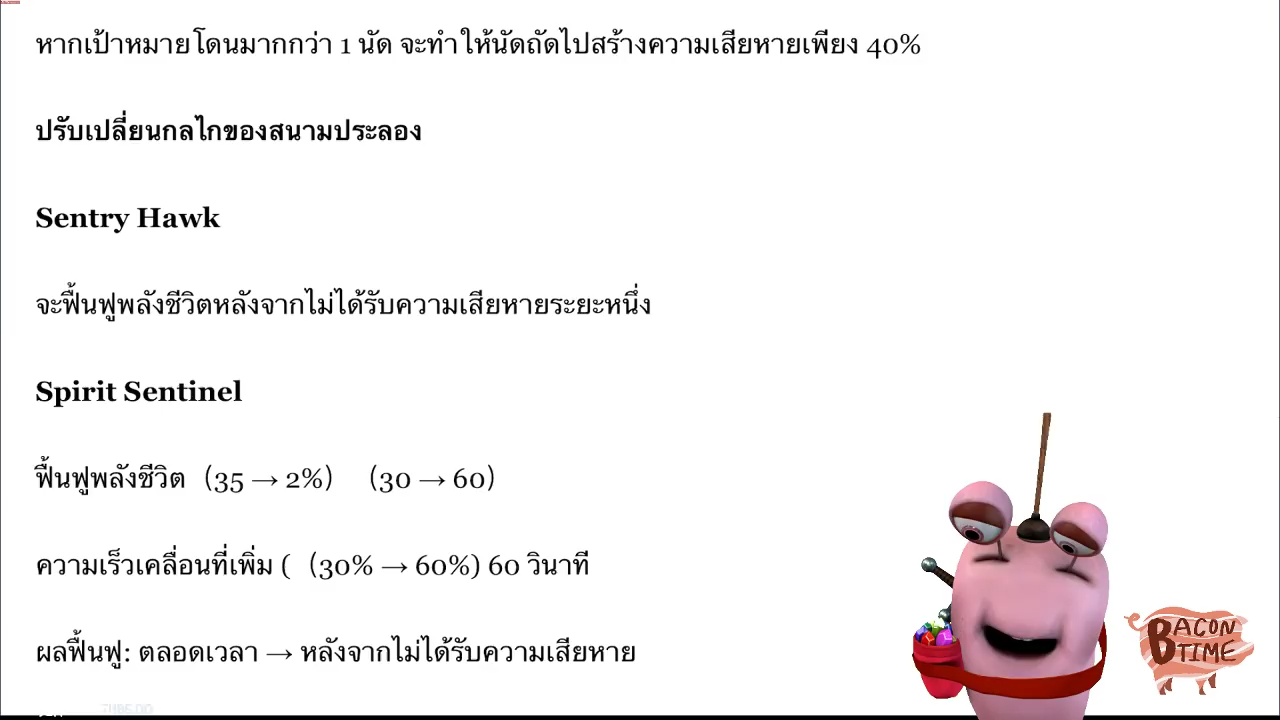 หากเป้าหมายโดนมากกว่า 1 นัด จะทำให้นัดถัดไปสร้างความเสียหายเพียง 40%
ปรับเปลี่ยนกลไกของสนามประลอง
Sentry Hawk
จะฟื้นฟูพลังชีวิตหลังจากไม่ได้รับความเสียหายระยะหนึ่ง
Spirit Sentinel
ฟื้นฟูพลังชีวิต（35 → 2%） （30 → 60）
ความเร็วเคลื่อนที่เพิ่ม (（30% → 60%) 60 วินาที
ผลฟื้นฟู: ตลอดเวลา → หลังจากไม่ได้รับความเสียหาย
BACON
TIME